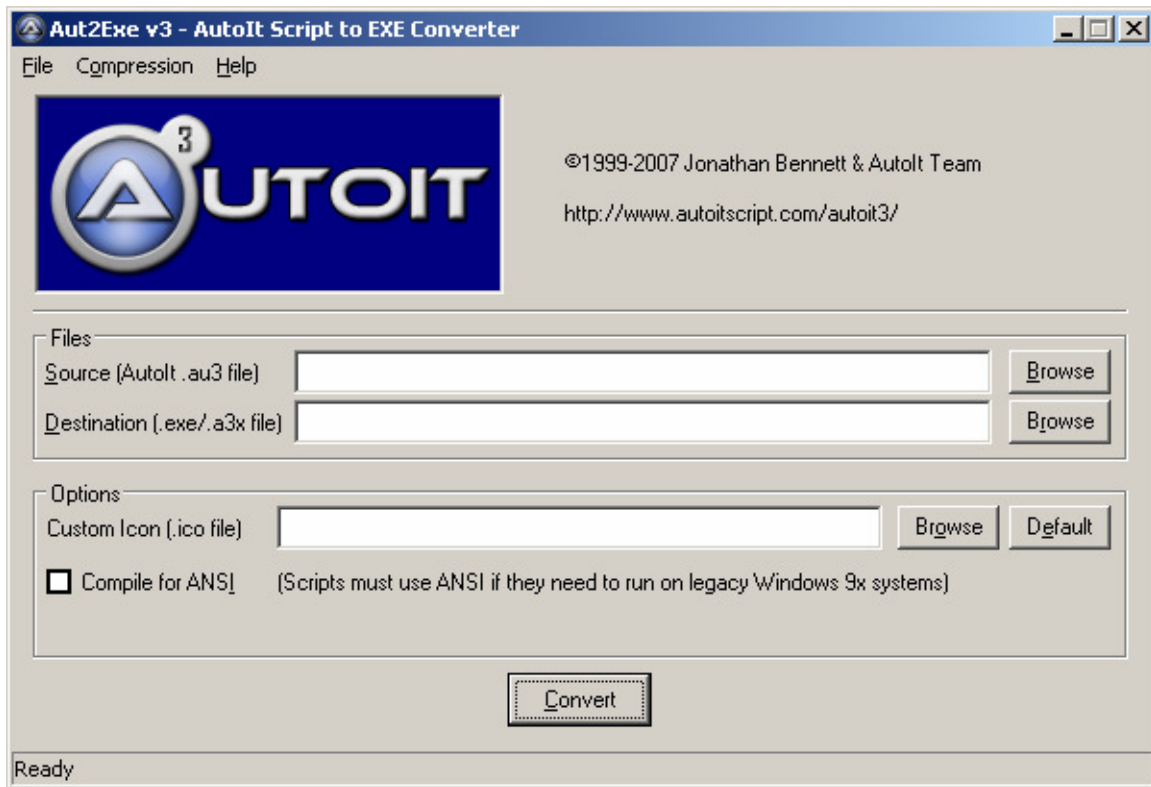 Aut2Exe v3 - AutoIt Script to EXE Converter
File Compression Help
3
AUTOIT
©1999-2007 Jonathan Bennett & AutoIt Team
http://www.autoitscript.com/autoit3/
Files
Source (AutoIt .au3 file)
Browse
Destination (.exe/.a3x file)
Browse
Options
Custom Icon (.ico file)
Browse
Default
Compile for ANSI (Scripts must use ANSI if they need to run on legacy Windows 9x systems)
Convert
Ready